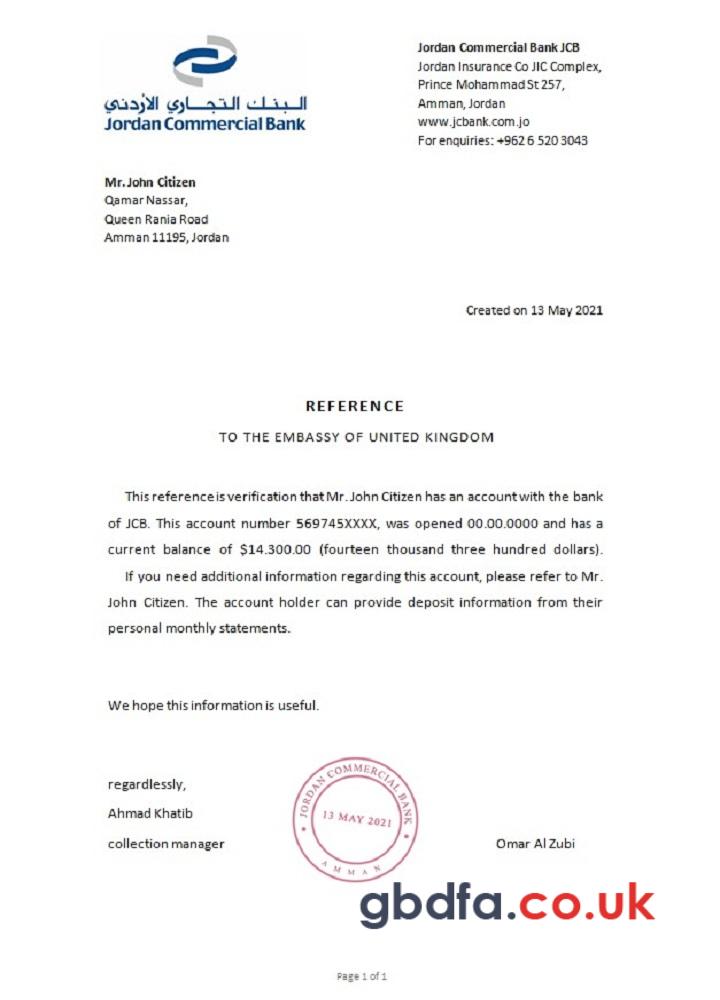 البنك التجاري الأردني
Jordan Commercial Bank
Jordan Commercial Bank JCB
Jordan Insurance Co JIC Complex,
Prince Mohammad St 257,
Amman, Jordan
www.jcbank.com.jo
For enquiries: +962 6 520 3043
Mr. John Citizen
Qamar Nassar,
Queen Rania Road
Amman 11195, Jordan
Created on 13 May 2021
REFERENCE
TO THE EMBASSY OF UNITED KINGDOM
This reference is verification that Mr. John Citizen has an account with the bank
of JCB. This account number 569745XXXX, was opened 00.00.0000 and has a
current balance of $14.300.00 (fourteen thousand three hundred dollars).
If you need additional information regarding this account, please refer to Mr.
John Citizen. The account holder can provide deposit information from their
personal monthly statements.
We hope this information is useful.
regardlessly,
Ahmad Khatib
collection manager
JORDAN COMMERCIAL BANK
13 MAY 2021
AMMAN
Omar Al Zubi
gbdfa.co.uk
Page 1 of 1